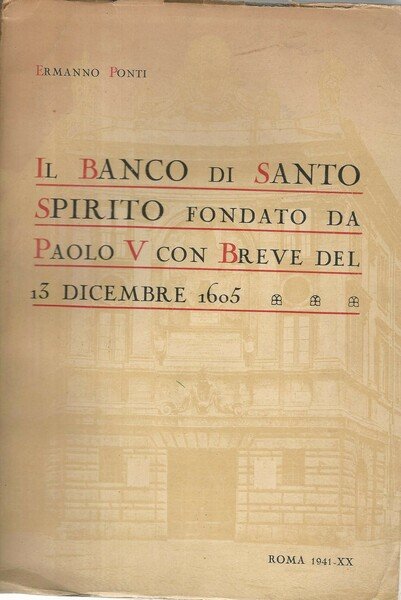 ERMANNO PONTI
IL BANCO DI SANTO
SPIRITO FONDATO DA
PAOLO V CON BREVE DEL
13 DICEMBRE 1605
ROMA 1941-XX